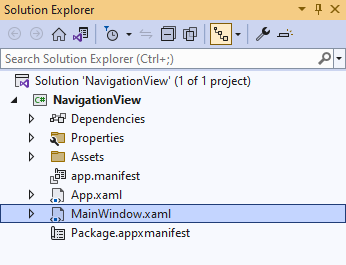 Solution Explorer
Search Solution Explorer (Ctrl+;)
Solution 'NavigationView' (1 of 1 project)
C# NavigationView
Dependencies
Properties
Assets
app.manifest
App.xaml
MainWindow.xaml
Package.appxmanifest